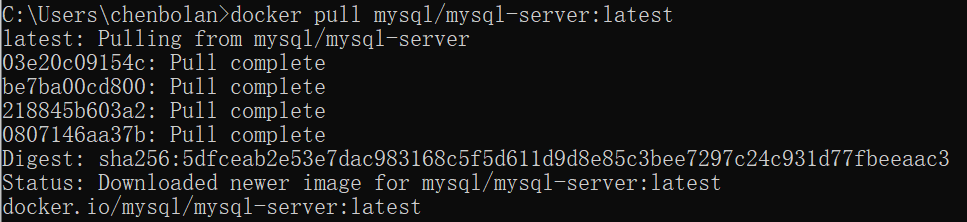 C:\Users\chenbolan>docker pull mysql/mysql-server:latest
latest: Pulling from mysql/mysql-server
03e20c09154c: Pull complete
be7ba00cd800: Pull complete
218845b603a2: Pull complete
0807146aa37b: Pull complete
Digest: sha256:5dfceab2e53e7dac983168c5f5d611d9d8e85c3bee7297c24c931d77fbeeaac3
Status: Downloaded newer image for mysql/mysql-server:latest
docker.io/mysql/mysql-server:latest